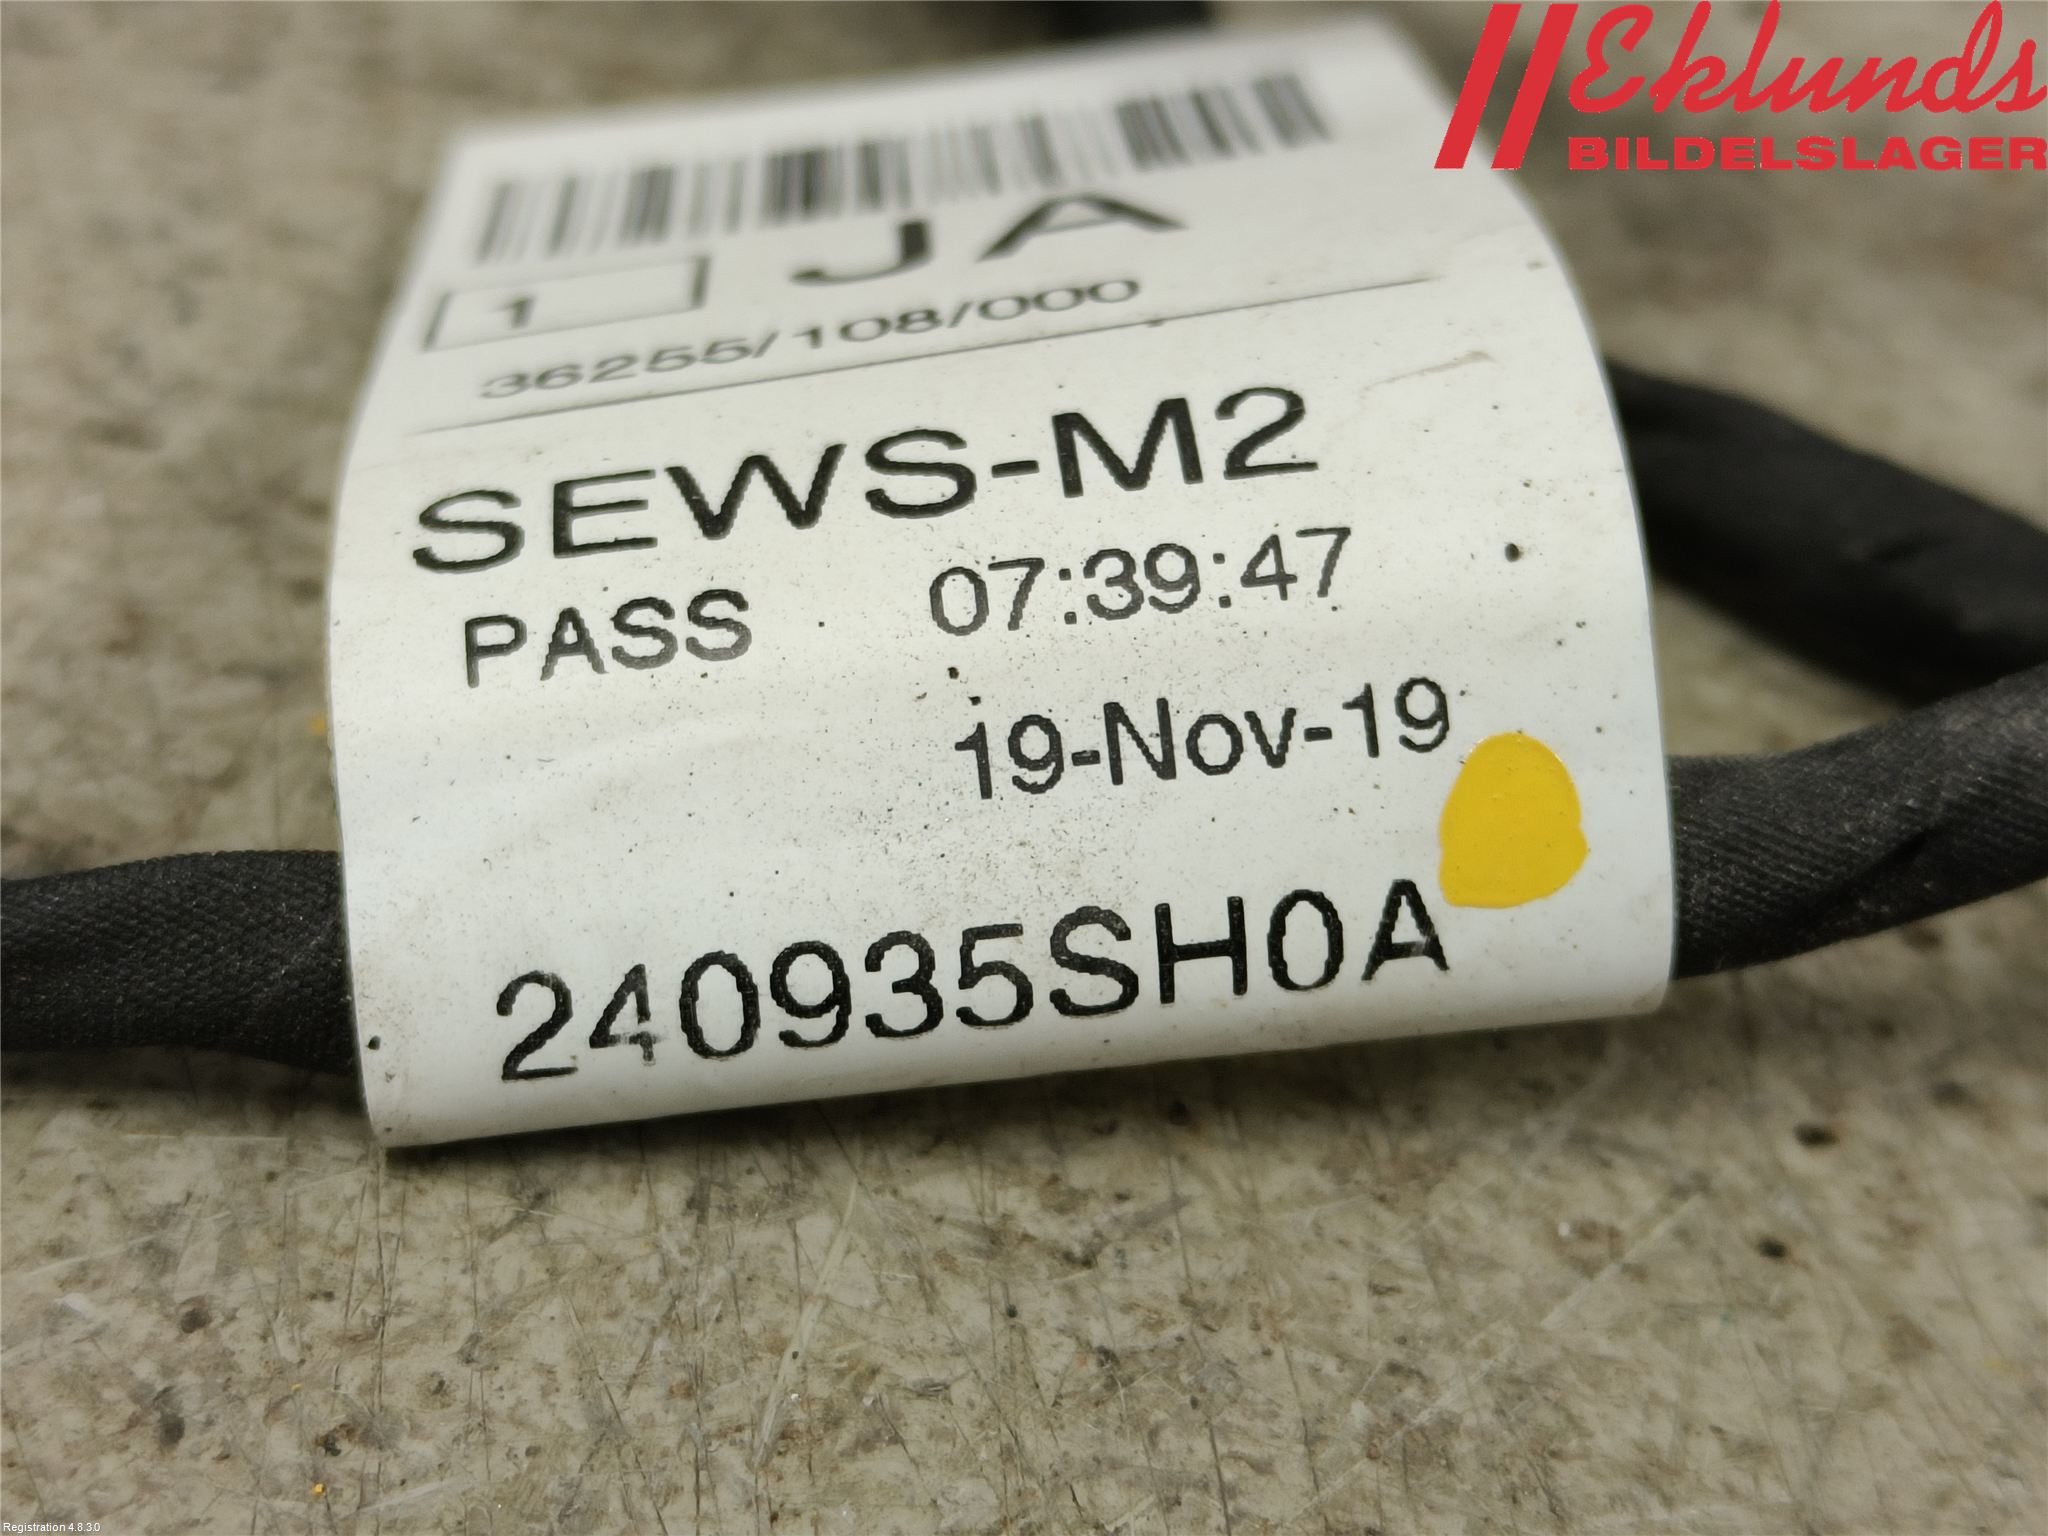 Eklunds
BILDELSLAGER
JA
1
36255/108/000
SEWS-M2
PASS 07:39:47
19-Nov-19
240935SH0A
Registration 4.8.3.0